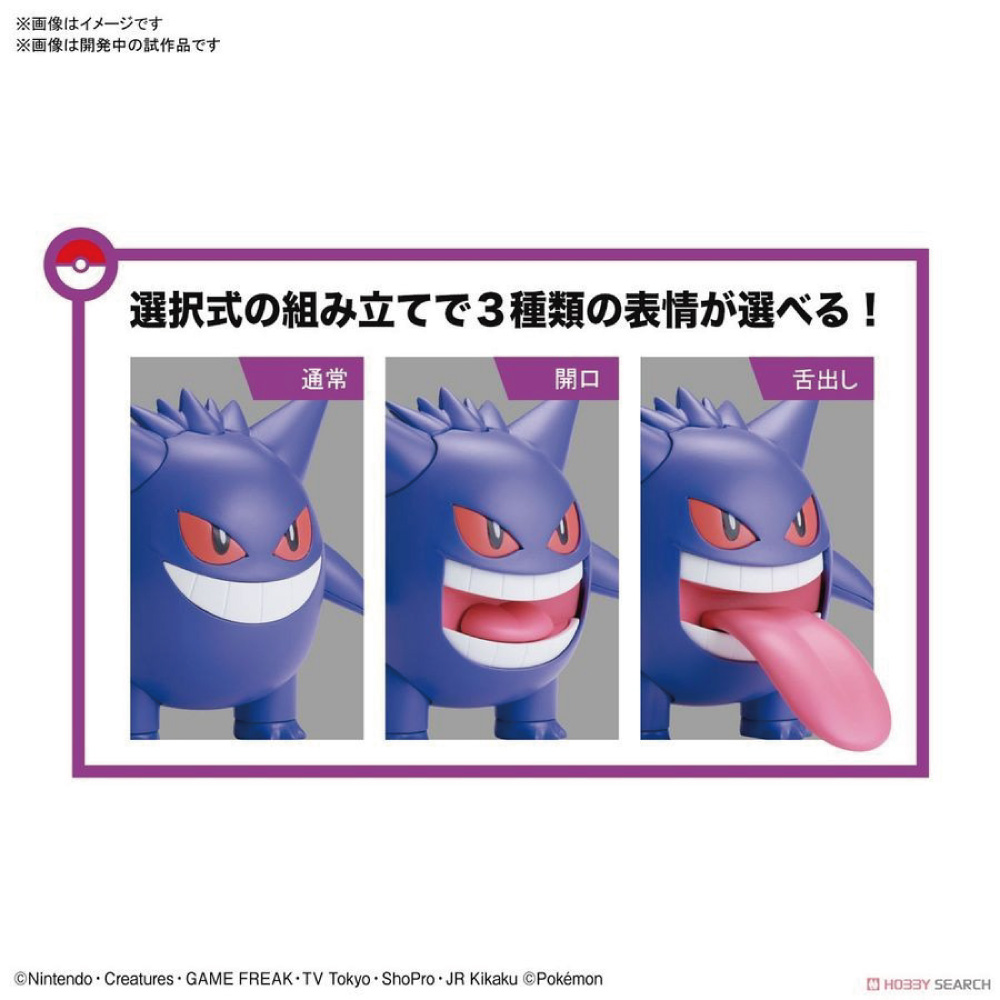 ※画像はイメージです
※画像は開発中の試作品です
選択式の組み立てで3種類の表情が選べる！
通常
開口
舌出し
©Nintendo・Creatures・GAME FREAK・TV Tokyo・ShoPro・JR Kikaku ©Pokémon
HOBBY SEARCH